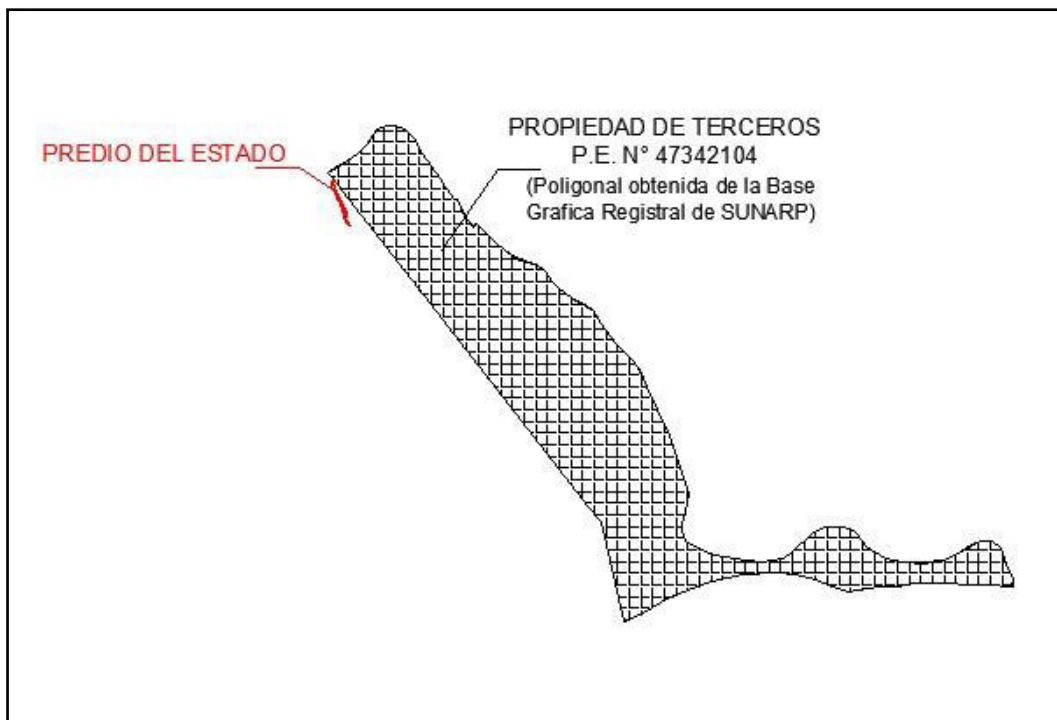 PREDIO DEL ESTADO
PROPIEDAD DE TERCEROS
P.E. N° 47342104
(Poligonal obtenida de la Base
Grafica Registral de SUNARP)